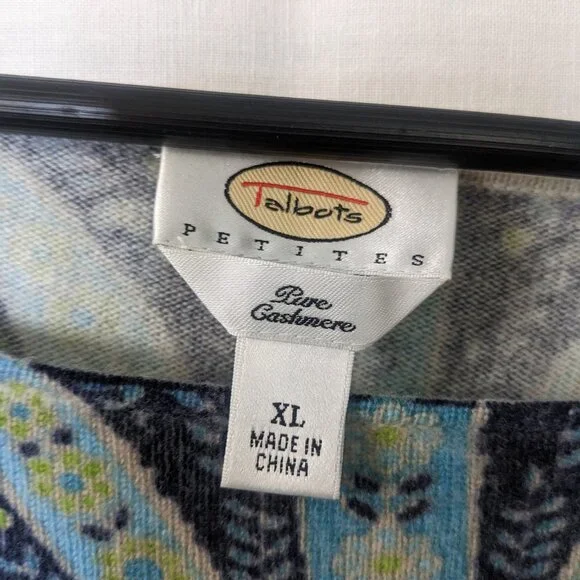 Talbots
PETITES
Pure
Cashmere
XL
MADE IN
CHINA